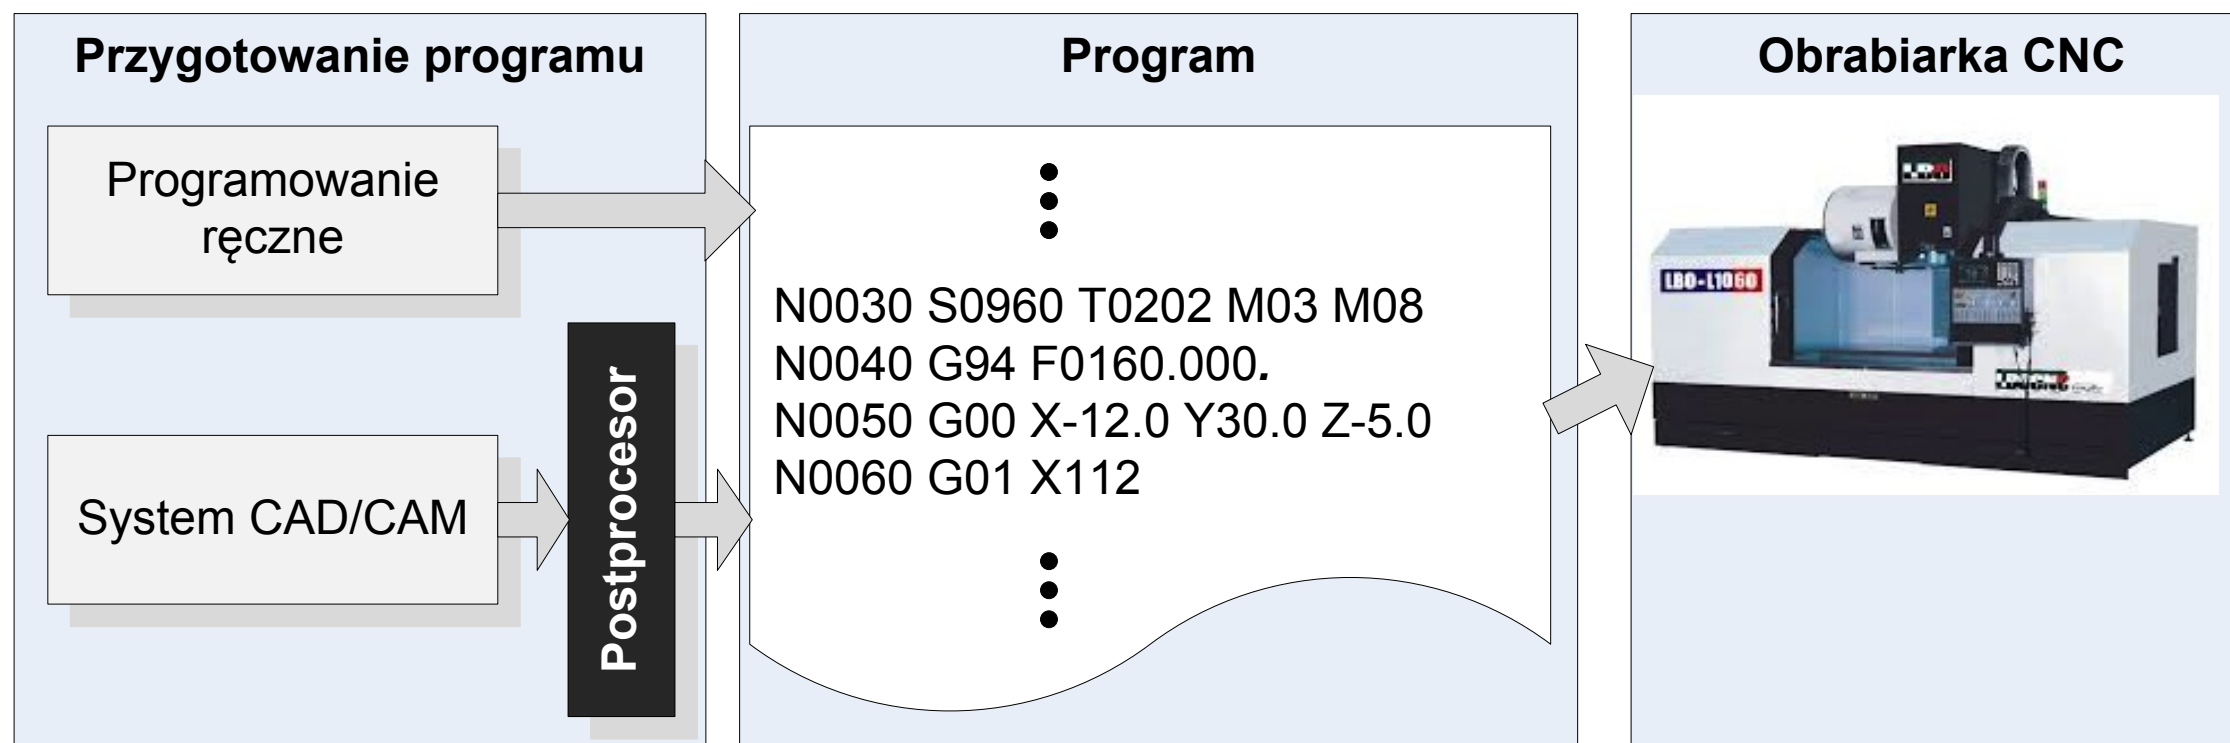 Przygotowanie programu
Programowanie
ręczne
System CAD/CAM
Postprocesor
Program
N0030 S0960 T0202 M03 M08
N0040 G94 F0160.000.
N0050 G00 X-12.0 Y30.0 Z-5.0
N0060 G01 X112
Obrabiarka CNC
LBO-L1060